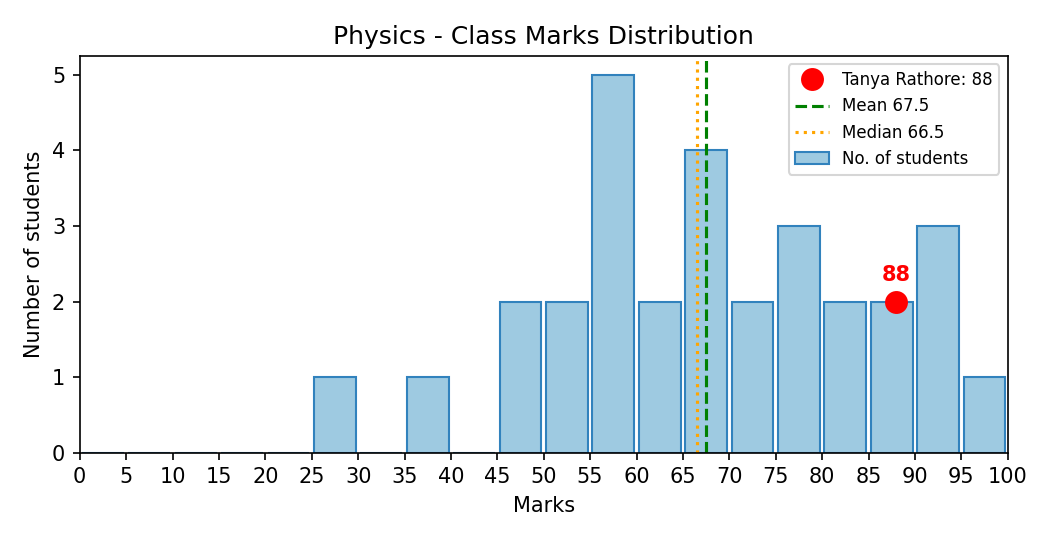 Physics - Class Marks Distribution
Tanya Rathore: 88
Mean 67.5
Median 66.5
No. of students
88
Number of students
5
4
3
2
1
0
0 5 10 15 20 25 30 35 40 45 50 55 60 65 70 75 80 85 90 95 100
Marks